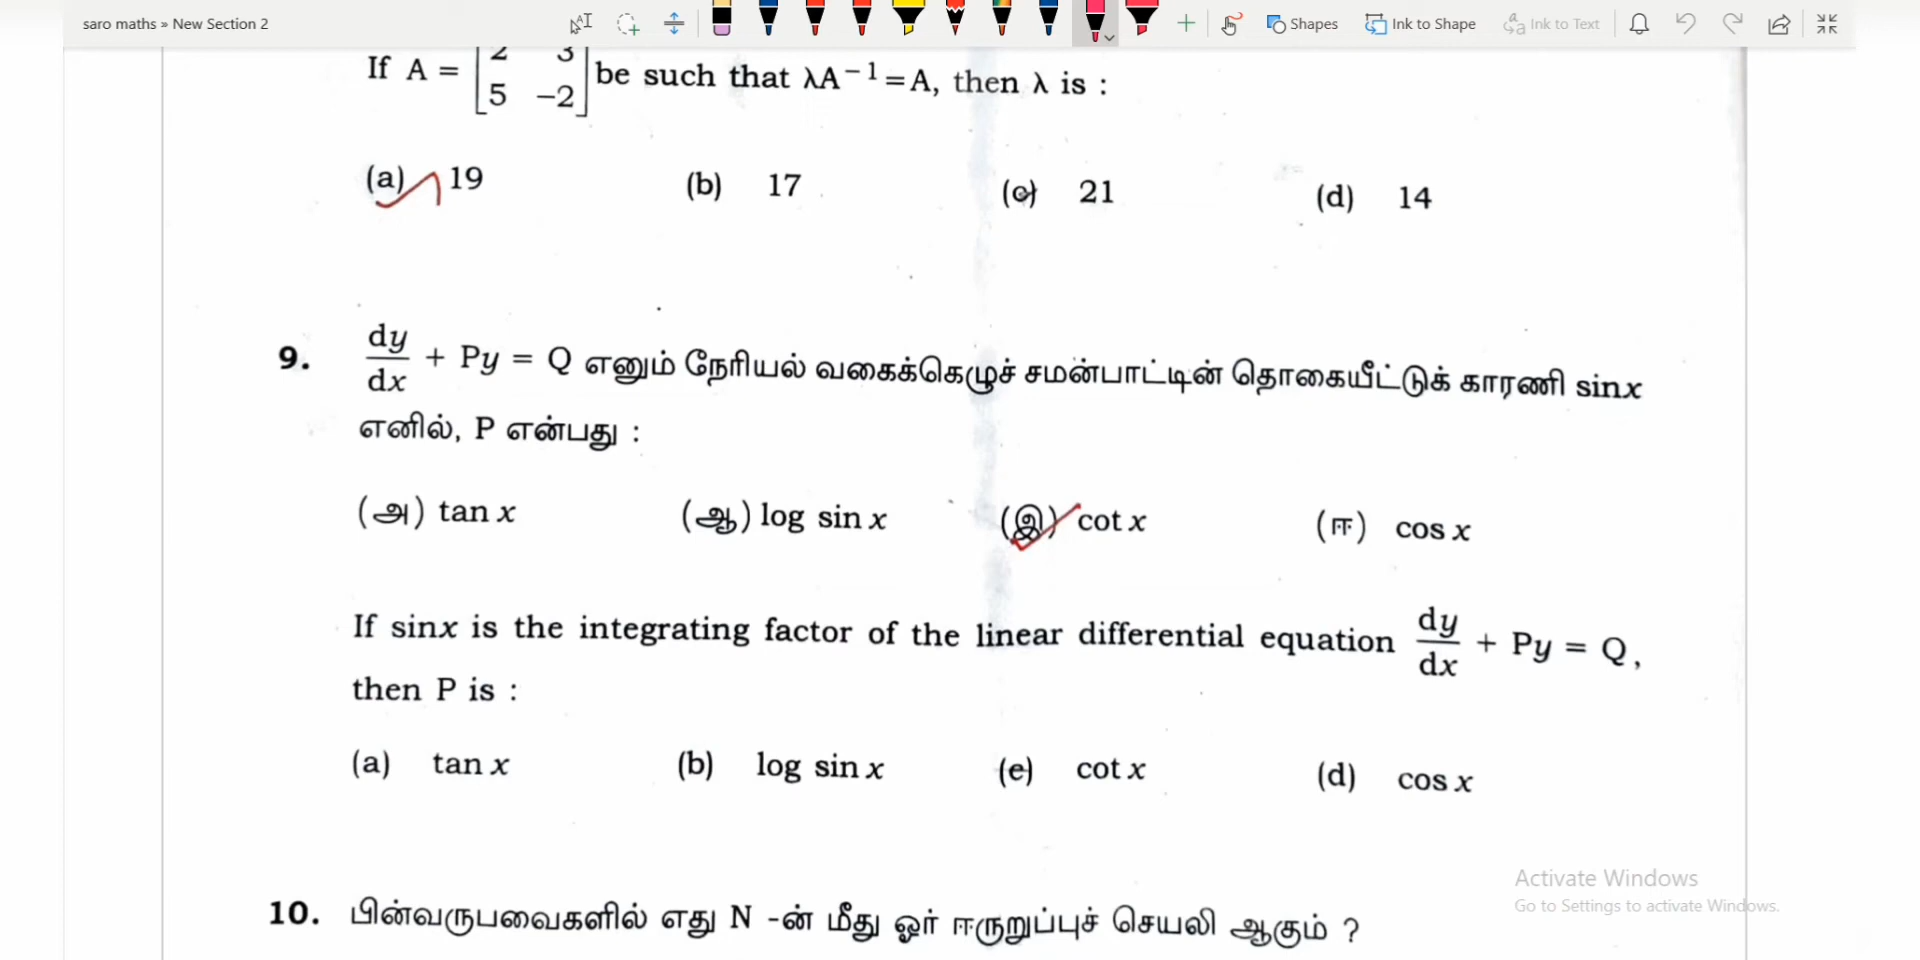 saro maths » New Section 2
Shapes
Ink to Shape
Ink to Text
If A = [2 3
5 −2] be such that λA⁻¹=A, then λ is :
(a) 19 (b) 17 (c) 21 (d) 14
9. dy/dx + Py = Q எனும் நேரியல் வகைக்கெழுச் சமன்பாட்டின் தொகையீட்டுக் காரணி sinx
எனில், P என்பது :
(அ) tan x (ஆ) log sin x (இ) cot x (ஈ) cos x
If sinx is the integrating factor of the linear differential equation dy/dx + Py = Q,
then P is :
(a) tan x (b) log sin x (c) cot x (d) cos x
10. பின்வருபவைகளில் எது N -ன் மீது ஓர் ஈருறுப்புச் செயலி ஆகும் ?
Activate Windows
Go to Settings to activate Windows.